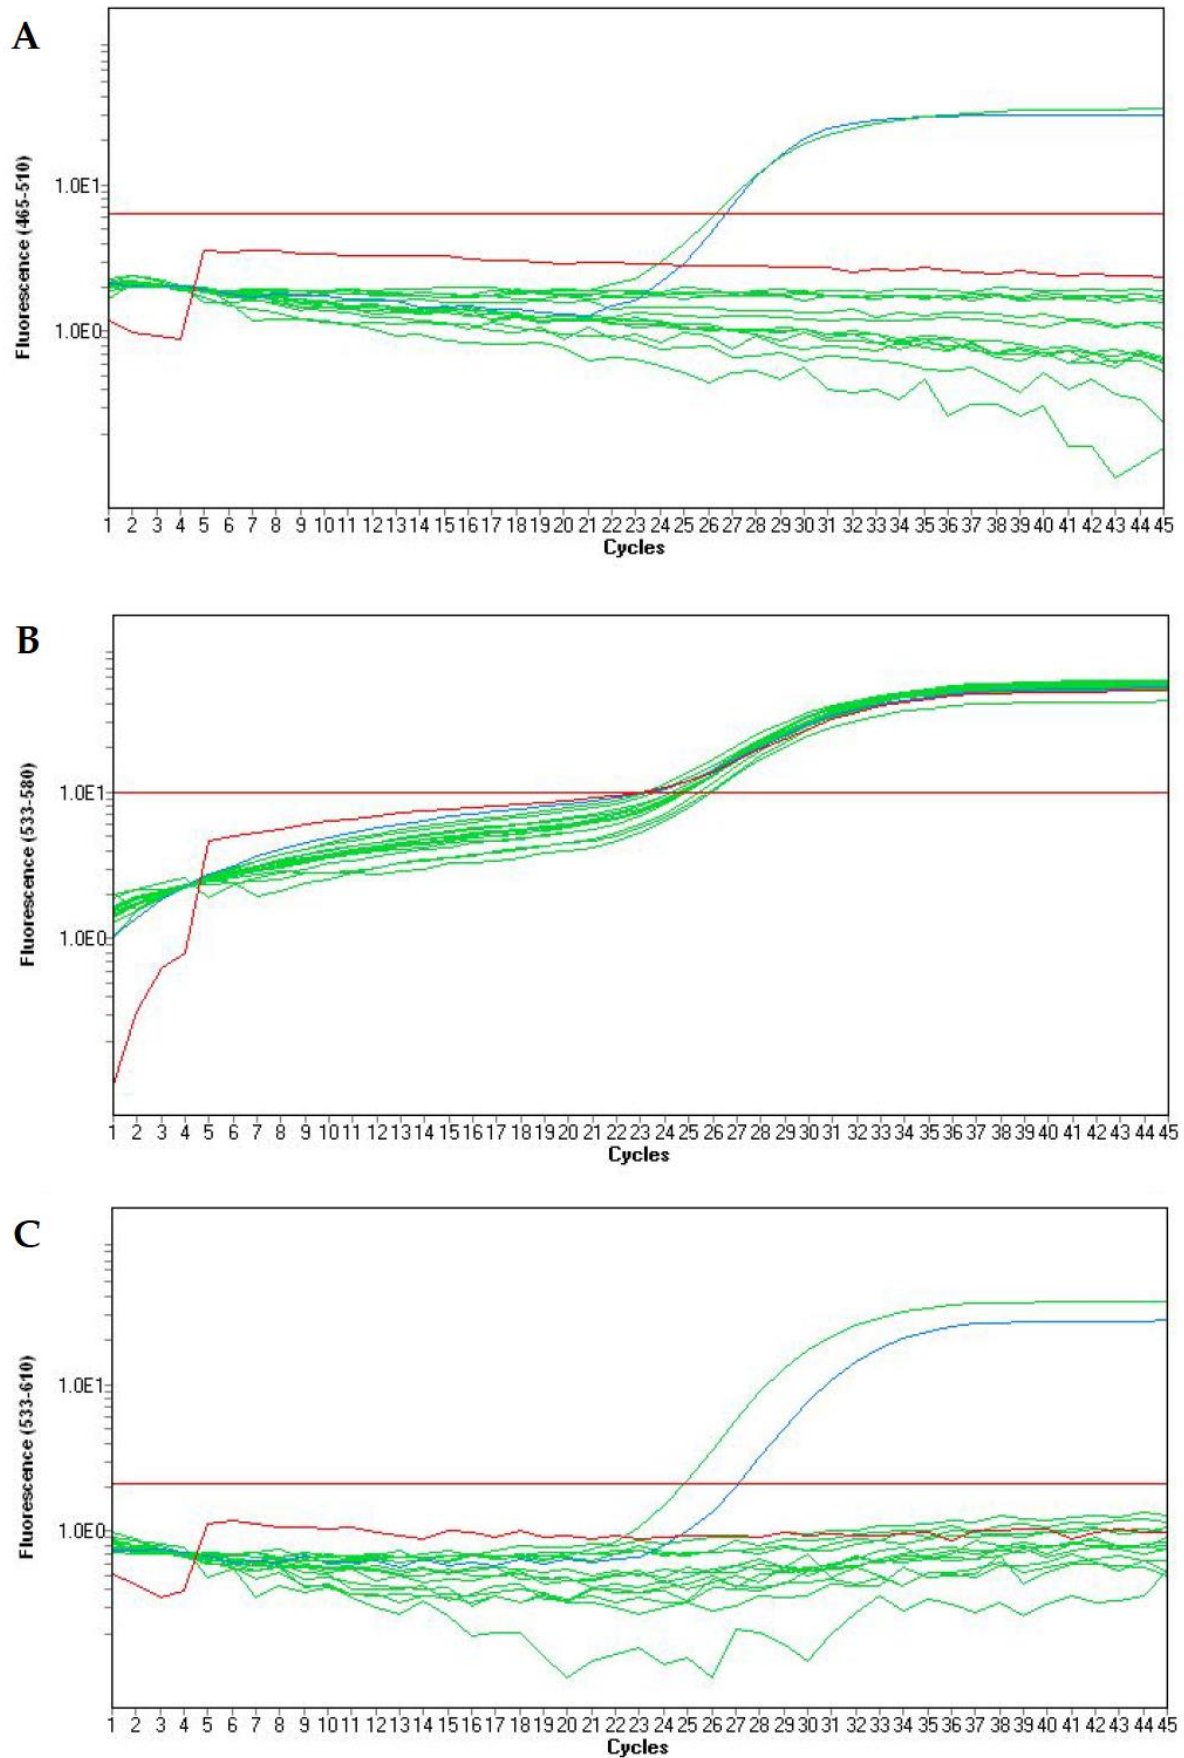 A
Fluorescence (465-510)
1.0E1
1.0E0
1 2 3 4 5 6 7 8 9 10 11 12 13 14 15 16 17 18 19 20 21 22 23 24 25 26 27 28 29 30 31 32 33 34 35 36 37 38 39 40 41 42 43 44 45
Cycles
B
Fluorescence (533-580)
1.0E1
1.0E0
1 2 3 4 5 6 7 8 9 10 11 12 13 14 15 16 17 18 19 20 21 22 23 24 25 26 27 28 29 30 31 32 33 34 35 36 37 38 39 40 41 42 43 44 45
Cycles
C
Fluorescence (533-610)
1.0E1
1.0E0
1 2 3 4 5 6 7 8 9 10 11 12 13 14 15 16 17 18 19 20 21 22 23 24 25 26 27 28 29 30 31 32 33 34 35 36 37 38 39 40 41 42 43 44 45
Cycles